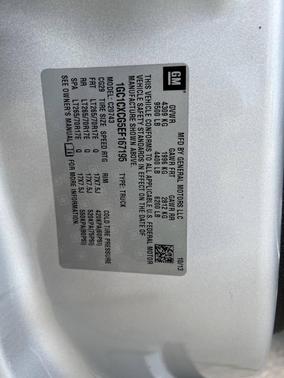 GM
MFD BY GENERAL MOTORS LLC 10/13
GVWR GAWR FRT GAWR RR
4309 KG 1996 KG 2812 KG
9500 LB 4400 LB 6200 LB
THIS VEHICLE CONFORMS TO ALL APPLICABLE U.S. FEDERAL MOTOR
VEHICLE SAFETY STANDARDS IN EFFECT ON THE DATE OF
MANUFACTURE SHOWN ABOVE.
1GC1CXCG5EF167195 TYPE: TRUCK
MODEL: C20743
CG29 TIRE SIZE SPEED RTG RIM COLD TIRE PRESSURE
FRT LT265/70R17E Q 17X7.5J
RR LT265/70R17E Q 17X7.5J
SPA LT265/70R17E Q 17X7.5J
SEE OWNER'S MANUAL FOR MORE INFORMATION.